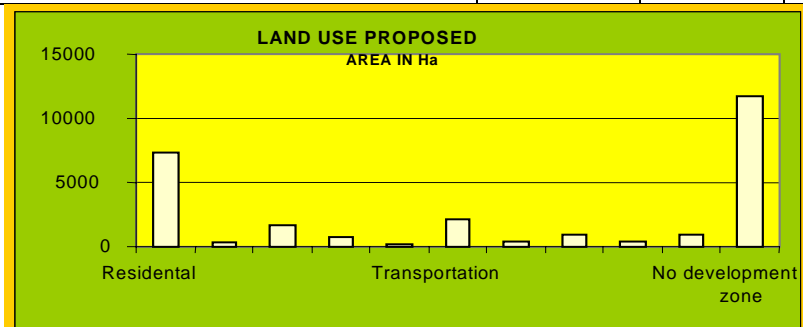 LAND USE PROPOSED
AREA IN Ha
15000
10000
5000
0
Residental
Transportation
No development
zone